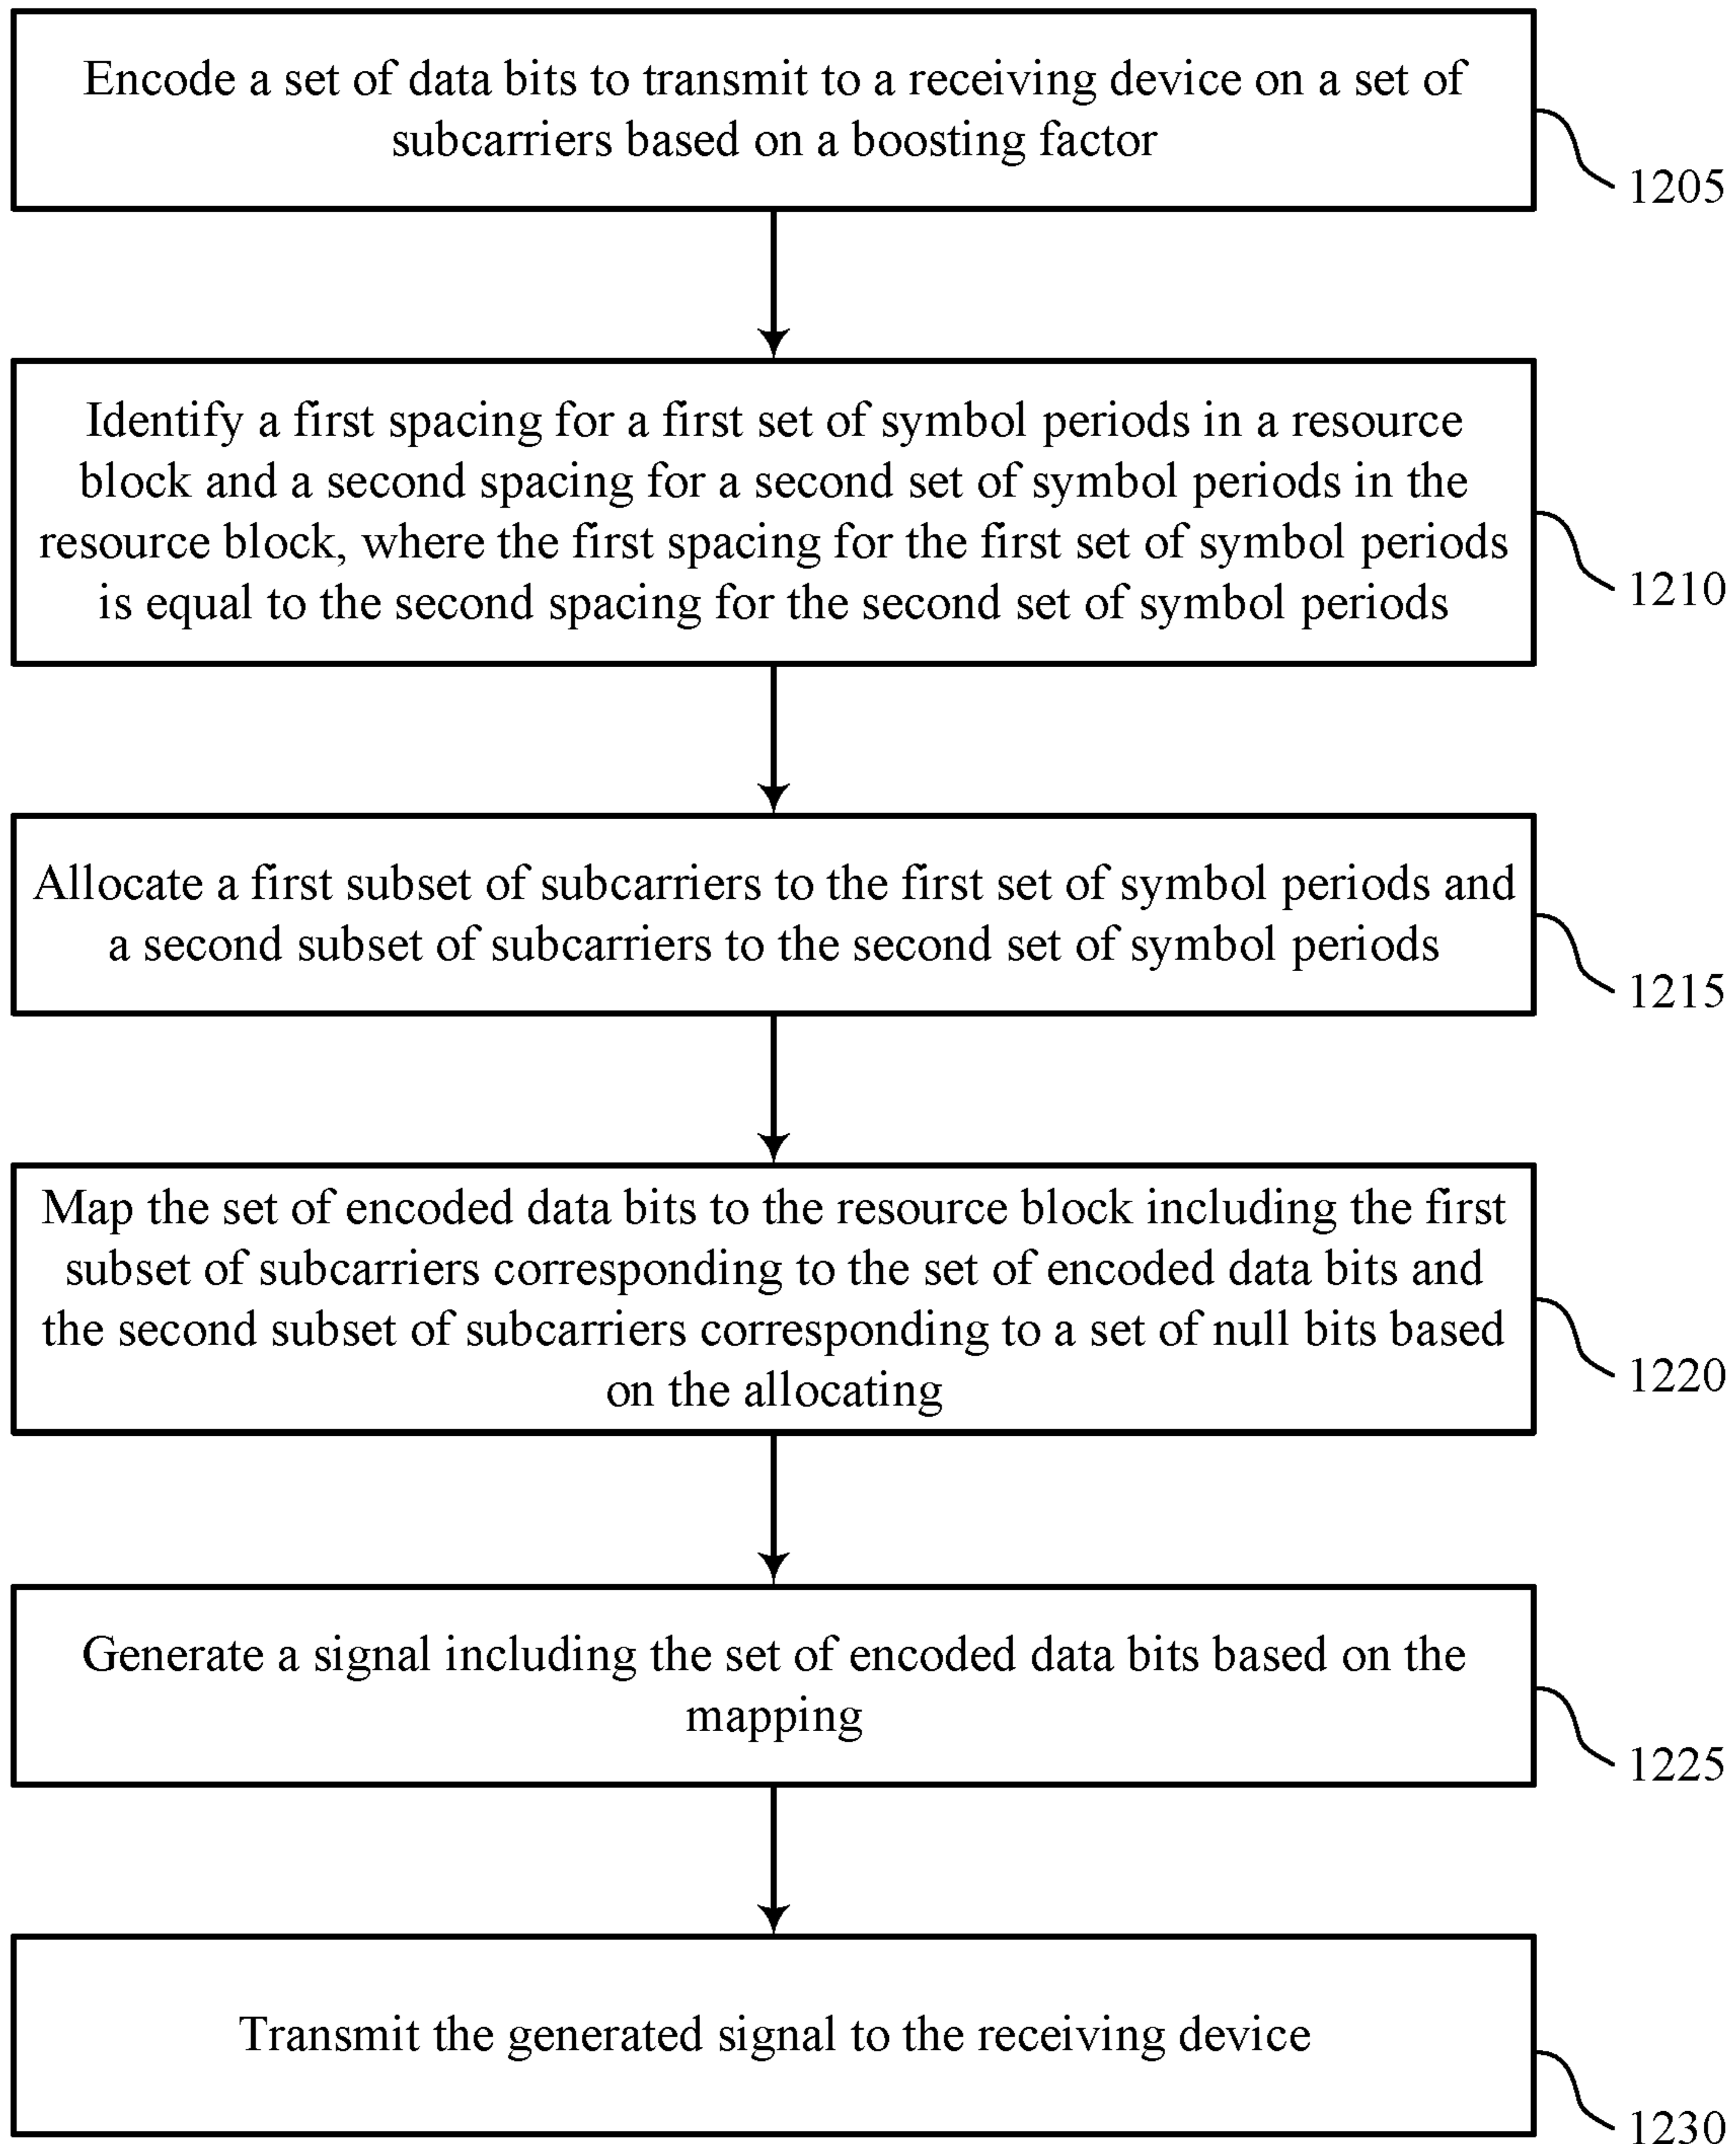 Encode a set of data bits to transmit to a receiving device on a set of
subcarriers based on a boosting factor
1205
Identify a first spacing for a first set of symbol periods in a resource
block and a second spacing for a second set of symbol periods in the
resource block, where the first spacing for the first set of symbol periods
is equal to the second spacing for the second set of symbol periods
1210
Allocate a first subset of subcarriers to the first set of symbol periods and
a second subset of subcarriers to the second set of symbol periods
1215
Map the set of encoded data bits to the resource block including the first
subset of subcarriers corresponding to the set of encoded data bits and
the second subset of subcarriers corresponding to a set of null bits based
on the allocating
1220
Generate a signal including the set of encoded data bits based on the
mapping
1225
Transmit the generated signal to the receiving device
1230